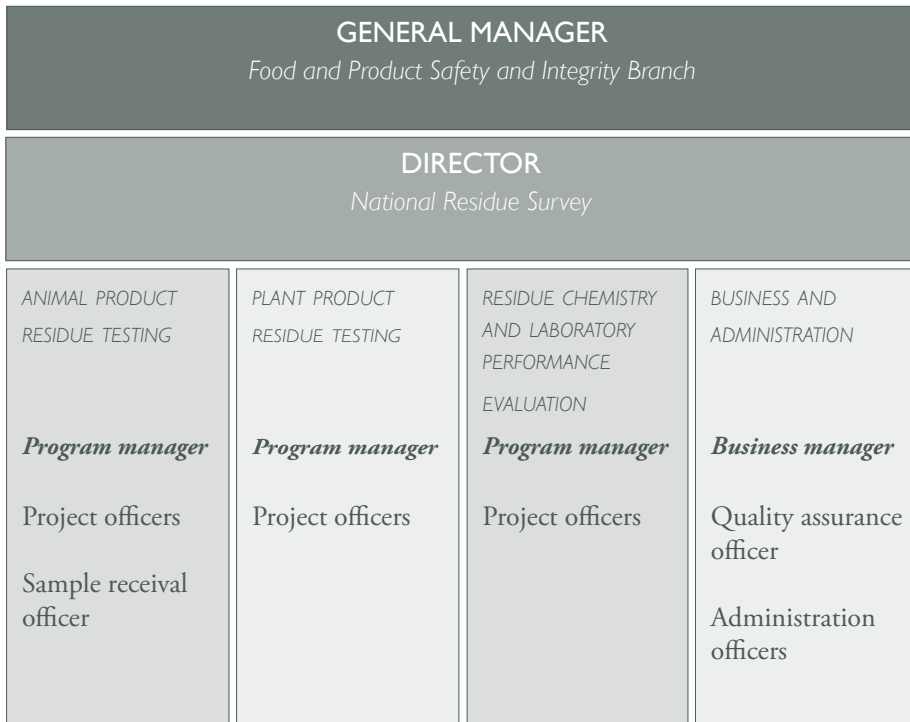 GENERAL MANAGER
Food and Product Safety and Integrity Branch
DIRECTOR
National Residue Survey
ANIMAL PRODUCT
RESIDUE TESTING
Program manager
Project officers
Sample receival
officer
PLANT PRODUCT
RESIDUE TESTING
Program manager
Project officers
RESIDUE CHEMISTRY
AND LABORATORY
PERFORMANCE
EVALUATION
Program manager
Project officers
BUSINESS AND
ADMINISTRATION
Business manager
Quality assurance
officer
Administration
officers